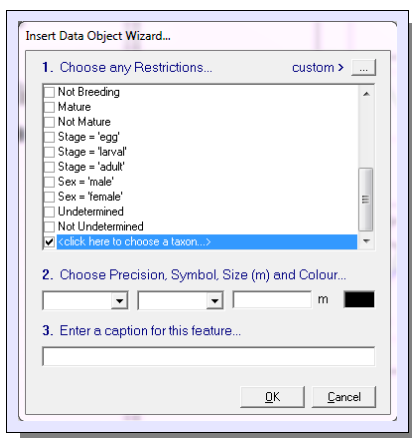 Insert Data Object Wizard...
1. Choose any Restrictions... custom > ...
Not Breeding
Mature
Not Mature
Stage = 'egg'
Stage = 'larval'
Stage = 'adult'
Sex = 'male'
Sex = 'female'
Undetermined
Not Undetermined
<click here to choose a taxon...>
2. Choose Precision, Symbol, Size (m) and Colour...
m
3. Enter a caption for this feature...
OK Cancel